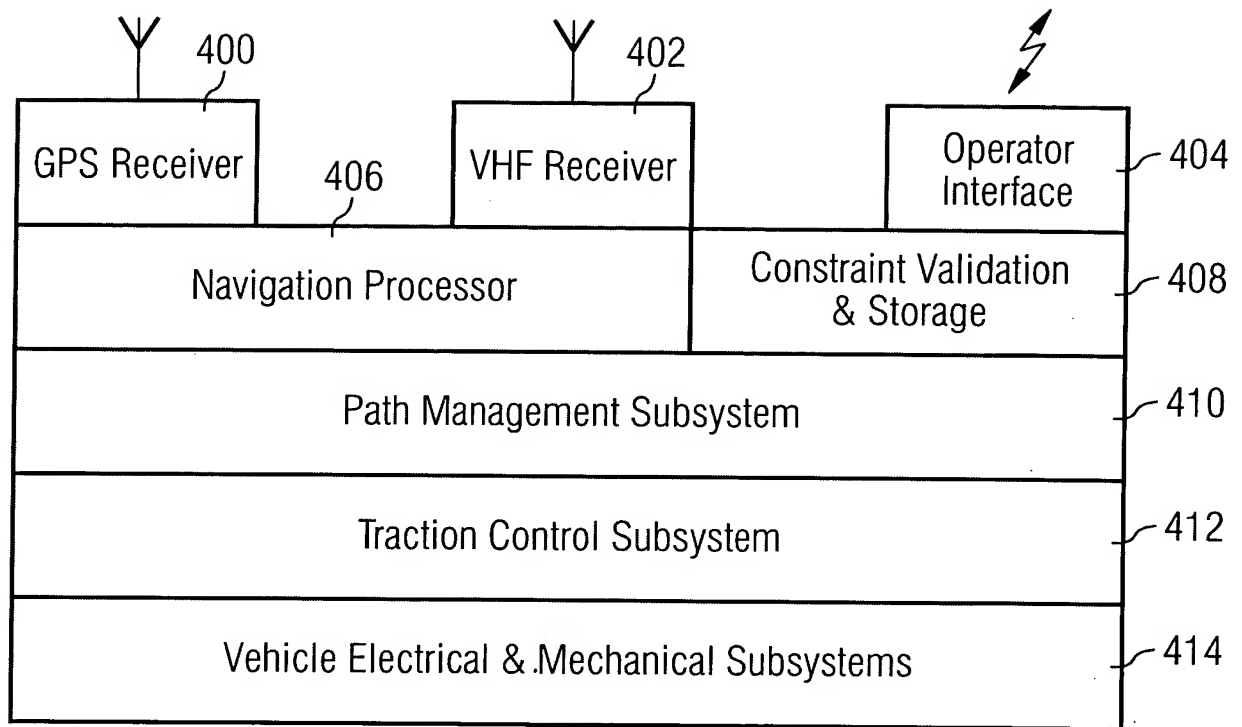 400
402
GPS Receiver
406
VHF Receiver
Operator
Interface
404
Navigation Processor
Constraint Validation
& Storage
408
Path Management Subsystem
410
Traction Control Subsystem
412
Vehicle Electrical & Mechanical Subsystems
414